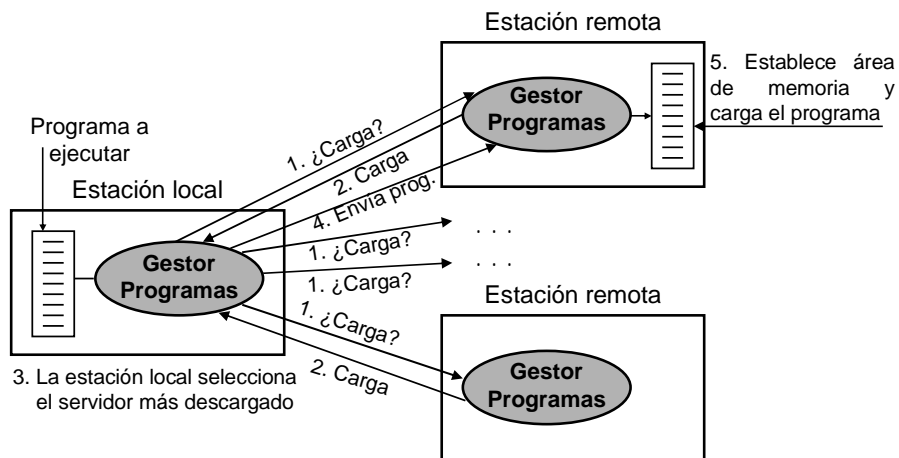 Estación remota
5. Establece área
de memoria y
carga el programa
Gestor
Programas
Programa a
ejecutar
1. ¿Carga?
2. Carga
4. Envía prog.
Estación local
1. ¿Carga?
. . .
1. ¿Carga?
. . .
Gestor
Programas
Estación remota
1. ¿Carga?
2. Carga
Gestor
Programas
3. La estación local selecciona
el servidor más descargado